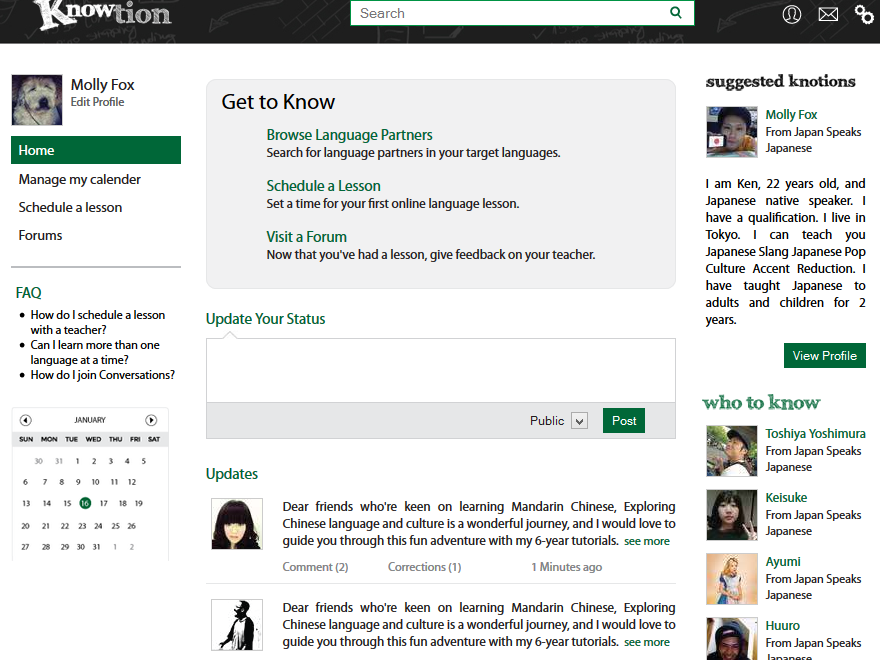 Knowtion
Search
Molly Fox
Edit Profile
Home
Manage my calender
Schedule a lesson
Forums
FAQ
How do I schedule a lesson
with a teacher?
Can I learn more than one
language at a time?
How do I join Conversations?
JANUARY
SUN MON TUE WED THU FRI SAT
30 31 1 2 3 4 5
6 7 8 9 10 11 12
13 14 15 16 17 18 19
20 21 22 23 24 25 26
27 28 29 30 31 1 2
Get to Know
Browse Language Partners
Search for language partners in your target languages.
Schedule a Lesson
Set a time for your first online language lesson.
Visit a Forum
Now that you've had a lesson, give feedback on your teacher.
Update Your Status
Public
Post
Updates
Dear friends who're keen on learning Mandarin Chinese, Exploring
Chinese language and culture is a wonderful journey, and I would love to
guide you through this fun adventure with my 6-year tutorials. see more
Comment (2) Corrections (1) 1 Minutes ago
Dear friends who're keen on learning Mandarin Chinese, Exploring
Chinese language and culture is a wonderful journey, and I would love to
guide you through this fun adventure with my 6-year tutorials. see more
suggested knotions
Molly Fox
From Japan Speaks
Japanese
I am Ken, 22 years old, and
Japanese native speaker. I
have a qualification. I live in
Tokyo. I can teach you
Japanese Slang Japanese Pop
Culture Accent Reduction. I
have taught Japanese to
adults and children for 2
years.
View Profile
who to know
Toshiya Yoshimura
From Japan Speaks
Japanese
Keisuke
From Japan Speaks
Japanese
Ayumi
From Japan Speaks
Japanese
Huuro
From Japan Speaks
Japanese